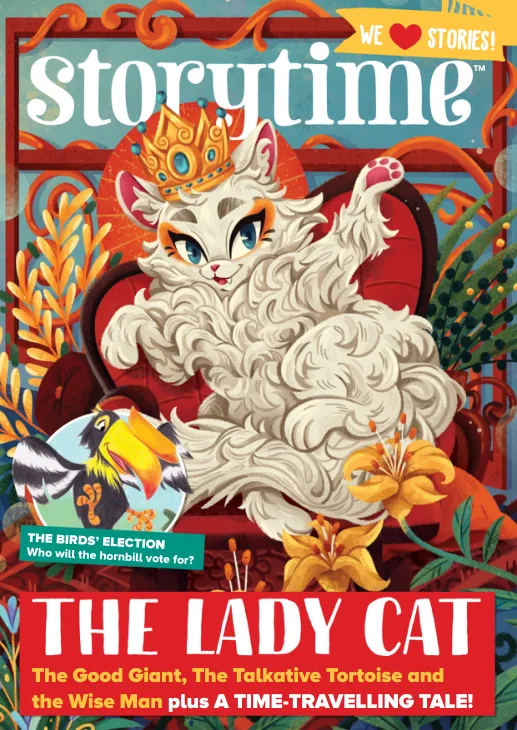 WE ♥ STORIES!
storytime™
THE BIRDS' ELECTION
Who will the hornbill vote for?
THE LADY CAT
The Good Giant, The Talkative Tortoise and
the Wise Man plus A TIME-TRAVELLING TALE!